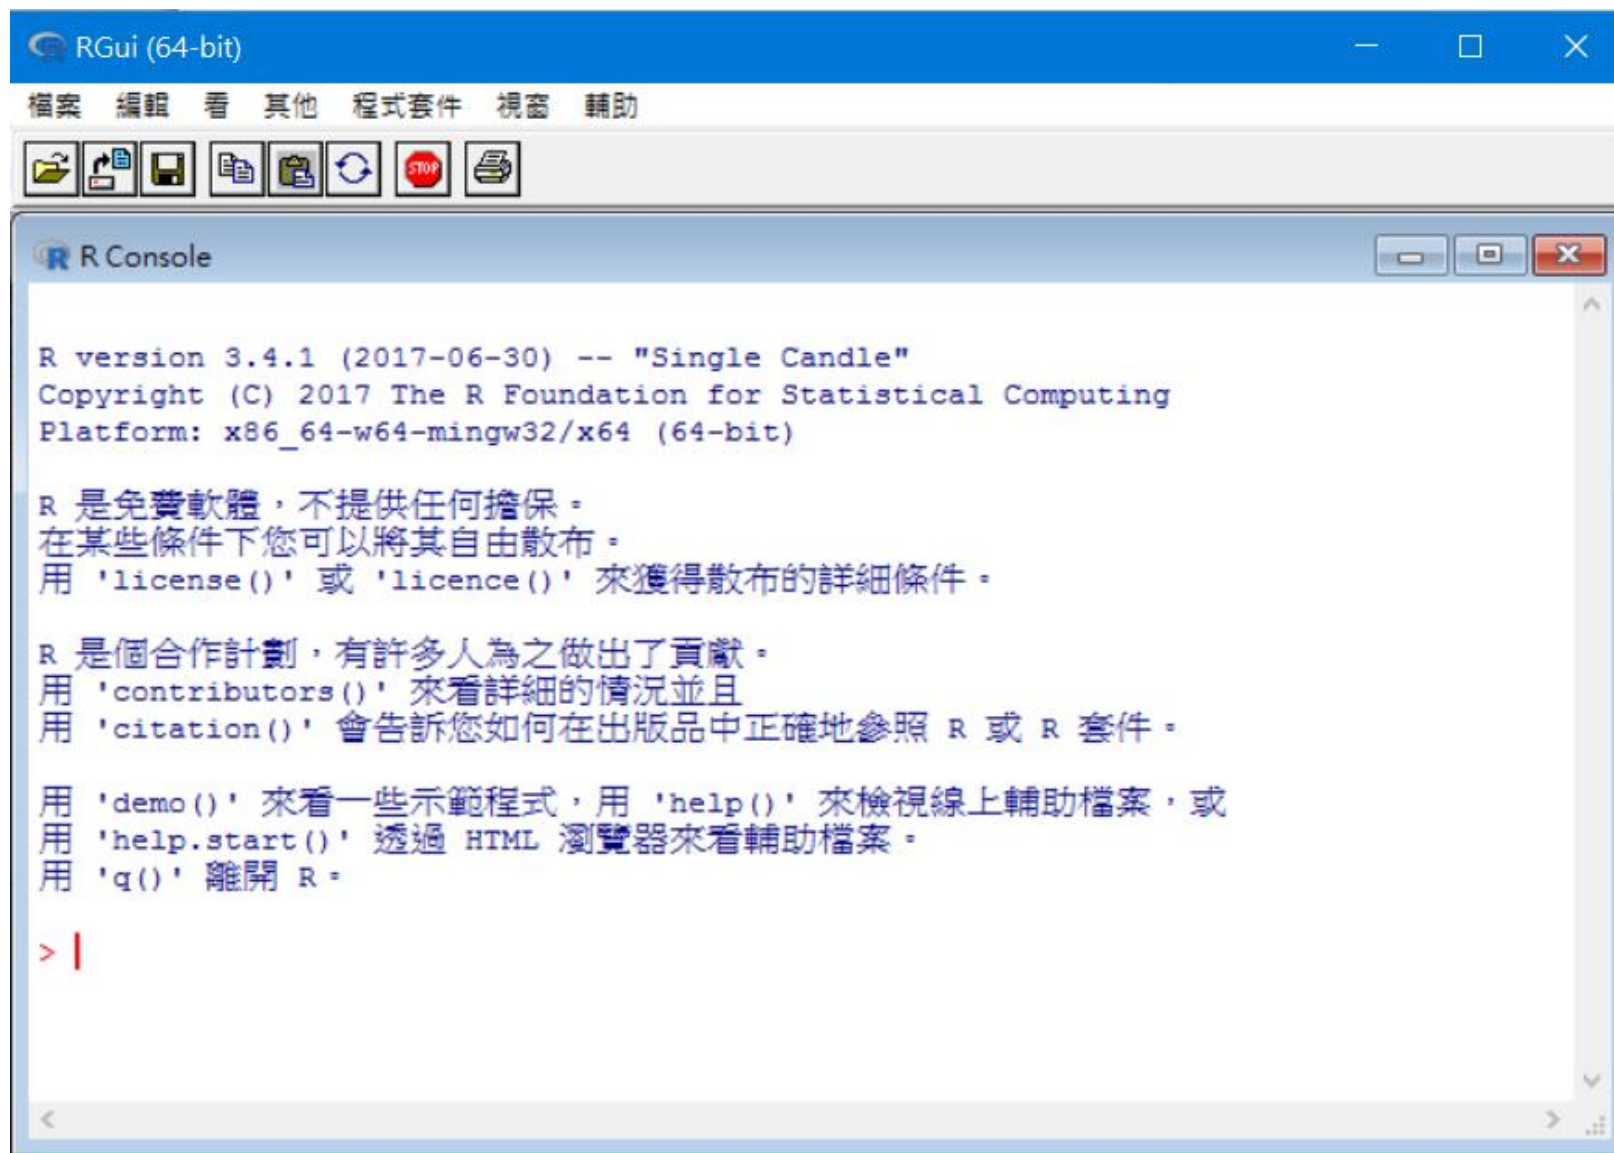 RGui (64-bit)
檔案 編輯 看 其他 程式套件 視窗 輔助
STOP
R Console
R version 3.4.1 (2017-06-30) -- "Single Candle"
Copyright (C) 2017 The R Foundation for Statistical Computing
Platform: x86_64-w64-mingw32/x64 (64-bit)
R 是免費軟體，不提供任何擔保。
在某些條件下您可以將其自由散布。
用 'license()' 或 'licence()' 來獲得散布的詳細條件。
R 是個合作計劃，有許多人為之做出了貢獻。
用 'contributors()' 來看詳細的情況並且
用 'citation()' 會告訴您如何在出版品中正確地參照 R 或 R 套件。
用 'demo()' 來看一些示範程式，用 'help()' 來檢視線上輔助檔案，或
用 'help.start()' 透過 HTML 瀏覽器來看輔助檔案。
用 'q()' 離開 R。
>